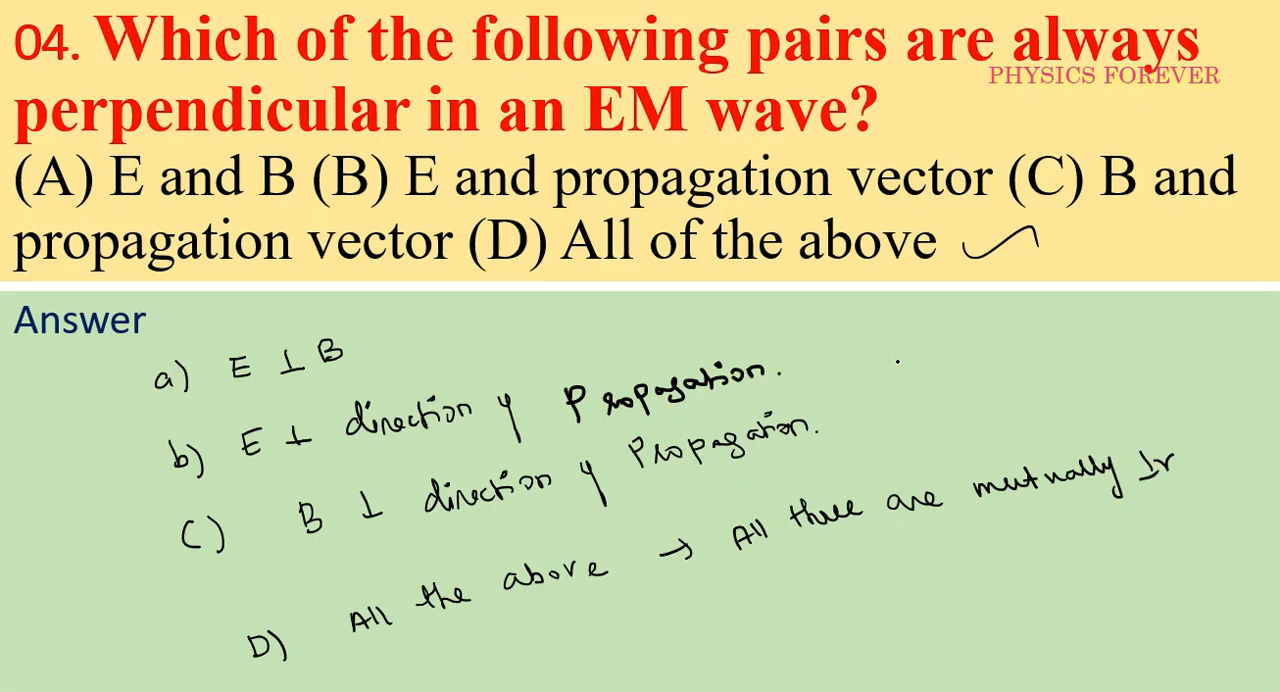 04. Which of the following pairs are always
PHYSICS FOREVER
perpendicular in an EM wave?
(A) E and B (B) E and propagation vector (C) B and
propagation vector (D) All of the above
Answer
a) E ⊥ B
b) E ⊥ direction of Propagation.
C) B ⊥ direction of Propagation.
D) All the above → All three are mutually ⊥r